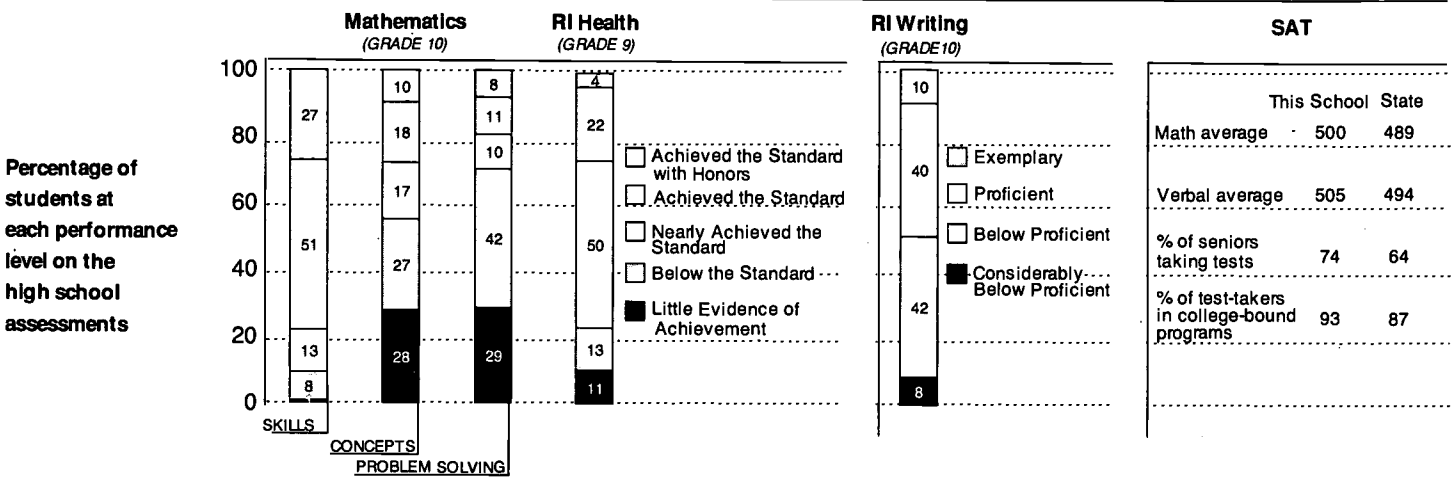 Mathematics
(GRADE 10)
RI Health
(GRADE 9)
RI Writing
(GRADE 10)
SAT
Percentage of
students at
each performance
level on the
high school
assessments
100
80
60
40
20
0
27
51
13
8
SKILLS
10
18
17
27
28
CONCEPTS
8
11
10
42
29
PROBLEM SOLVING
4
22
50
13
11
Achieved the Standard
with Honors
Achieved the Standard
Nearly Achieved the
Standard
Below the Standard
Little Evidence of
Achievement
10
40
42
8
Exemplary
Proficient
Below Proficient
Considerably
Below Proficient
This School State
Math average 500 489
Verbal average 505 494
% of seniors
taking tests 74 64
% of test-takers
in college-bound 93 87
programs